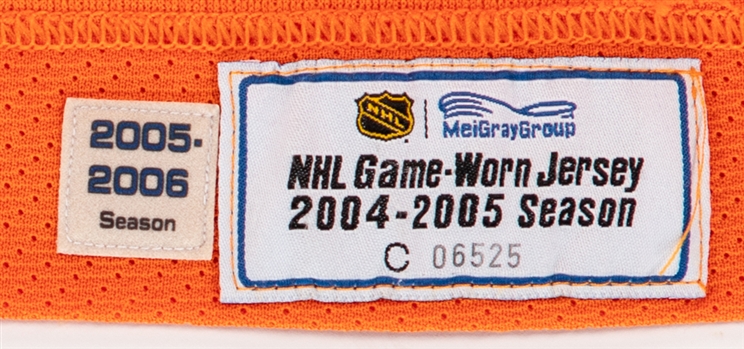 2005-
2006
Season
NHL
MeiGrayGroup
NHL Game-Worn Jersey
2004-2005 Season
C 06525